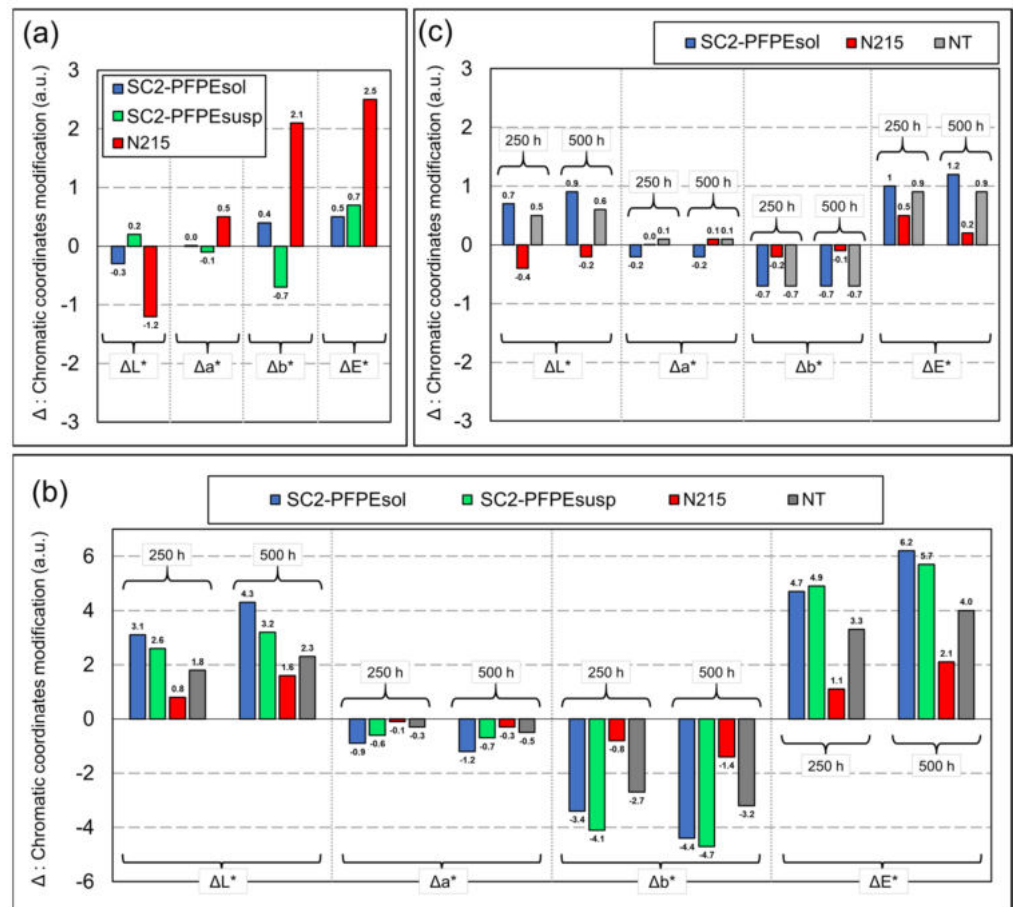 (a)
SC2-PFPEsol
SC2-PFPEsusp
N215
Δ : Chromatic coordinates modification (a.u.)
3
2
1
0
-1
-2
-3
-0.3
0.2
-1.2
0.0
-0.1
0.5
0.4
-0.7
2.1
0.5
0.7
2.5
ΔL*
Δa*
Δb*
ΔE*
(c)
SC2-PFPEsol
N215
NT
Δ : Chromatic coordinates modification (a.u.)
3
2
1
0
-1
-2
-3
250 h
500 h
250 h
500 h
250 h
500 h
250 h
500 h
0.7
-0.4
0.5
0.9
-0.2
0.6
-0.2
0.0
0.1
-0.2
0.1
0.1
-0.7
-0.2
-0.7
-0.7
-0.1
-0.7
1
0.5
0.9
1.2
0.2
0.9
ΔL*
Δa*
Δb*
ΔE*
(b)
SC2-PFPEsol
SC2-PFPEsusp
N215
NT
Δ : Chromatic coordinates modification (a.u.)
6
4
2
0
-2
-4
-6
250 h
500 h
250 h
500 h
250 h
500 h
250 h
500 h
3.1
2.6
0.8
1.8
4.3
3.2
1.6
2.3
-0.9
-0.6
-0.1
-0.3
-1.2
-0.7
-0.3
-0.5
-3.4
-4.1
-0.8
-2.7
-4.4
-4.7
-1.4
-3.2
4.7
4.9
1.1
3.3
6.2
5.7
2.1
4.0
ΔL*
Δa*
Δb*
ΔE*